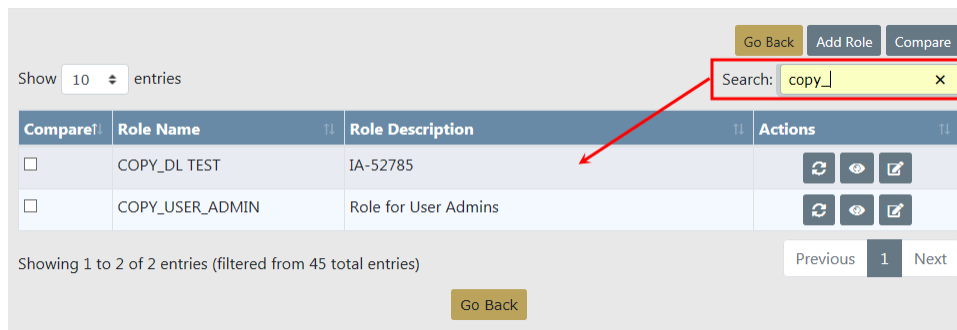 Go Back Add Role Compare
Show 10 entries Search: copy_
Compare Role Name Role Description Actions
COPY_DL TEST IA-52785
COPY_USER_ADMIN Role for User Admins
Showing 1 to 2 of 2 entries (filtered from 45 total entries) Previous 1 Next
Go Back